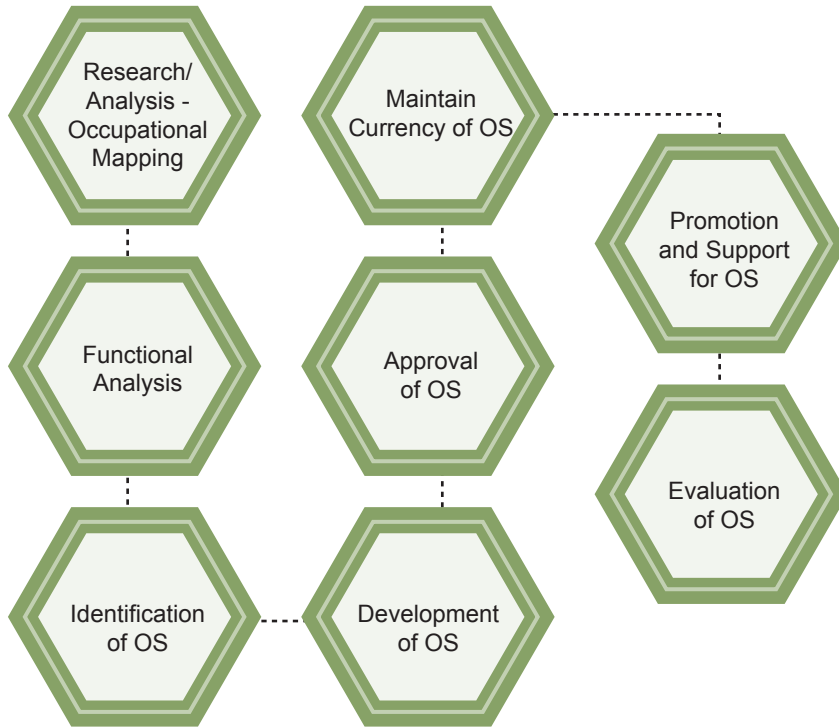 Research/
Analysis -
Occupational
Mapping
Functional
Analysis
Identification
of OS
Development
of OS
Approval
of OS
Maintain
Currency of OS
Promotion
and Support
for OS
Evaluation
of OS